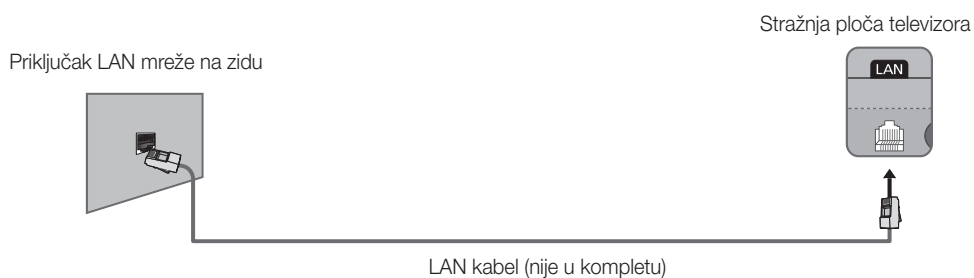 Stražnja ploča televizora
Priključak LAN mreže na zidu
LAN
LAN kabel (nije u kompletu)